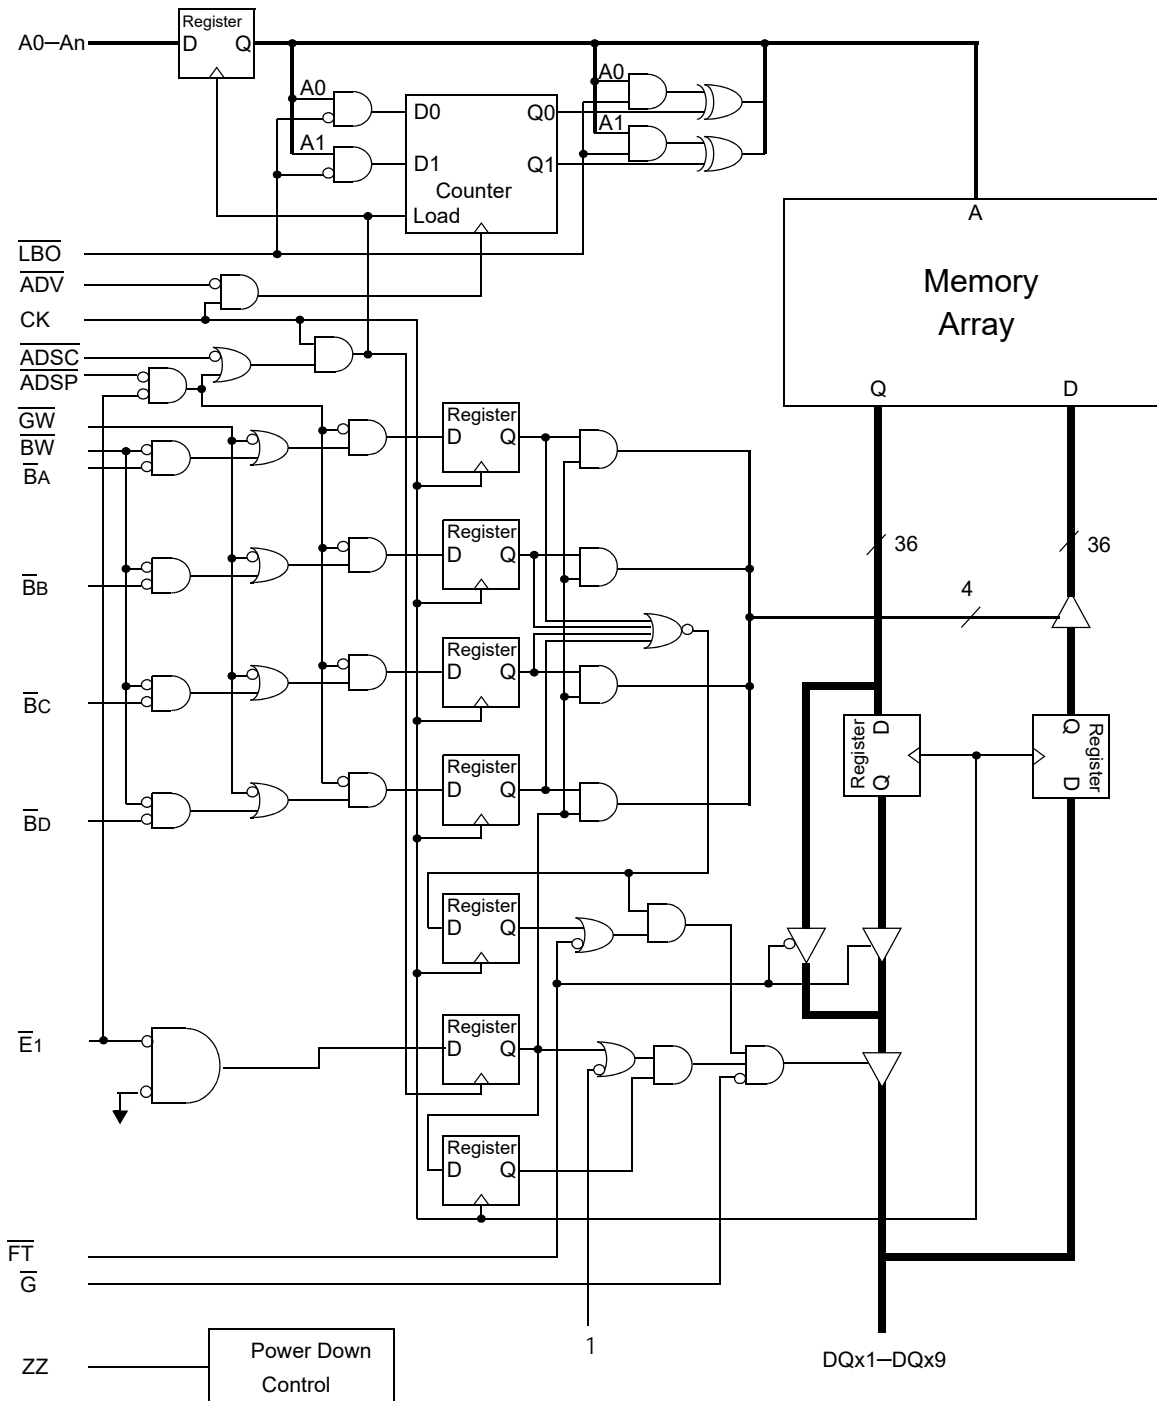 Register
A0–An
D Q
A0
A0
D0
Q0
A1
A1
D1
Q1
Counter
Load
A
LBO
ADV
Memory
Array
CK
ADSC
ADSP
Q
D
GW
BW
BA
Register
D Q
Register
D Q
36
36
BB
4
Register
D Q
BC
Register
D
Q
Register
Q
D
Register
D Q
BD
Register
D Q
E1
Register
D Q
Register
D Q
FT
G
1
Power Down
Control
ZZ
DQx1–DQx9